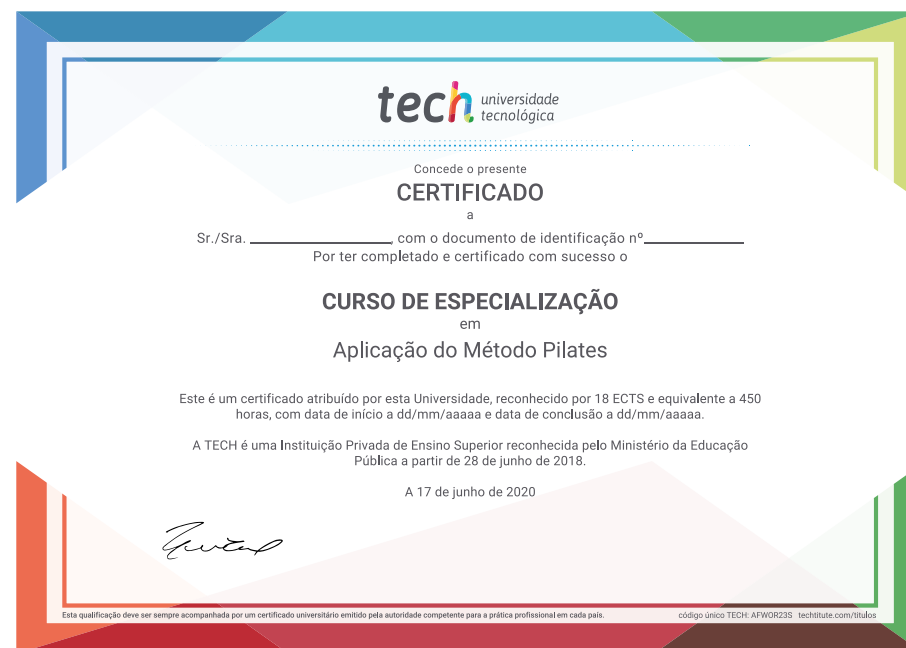 tech universidade
tecnológica
Concede o presente
CERTIFICADO
a
Sr./Sra. ____________________, com o documento de identificação nº______________
Por ter completado e certificado com sucesso o
CURSO DE ESPECIALIZAÇÃO
em
Aplicação do Método Pilates
Este é um certificado atribuído por esta Universidade, reconhecido por 18 ECTS e equivalente a 450
horas, com data de início a dd/mm/aaaaa e data de conclusão a dd/mm/aaaaa.
A TECH é uma Instituição Privada de Ensino Superior reconhecida pelo Ministério da Educação
Pública a partir de 28 de junho de 2018.
A 17 de junho de 2020
Esta qualificação deve ser sempre acompanhada por um certificado universitário emitido pela autoridade competente para a prática profissional em cada país.
código único TECH: AFWOR23S techtitute.com/titulos